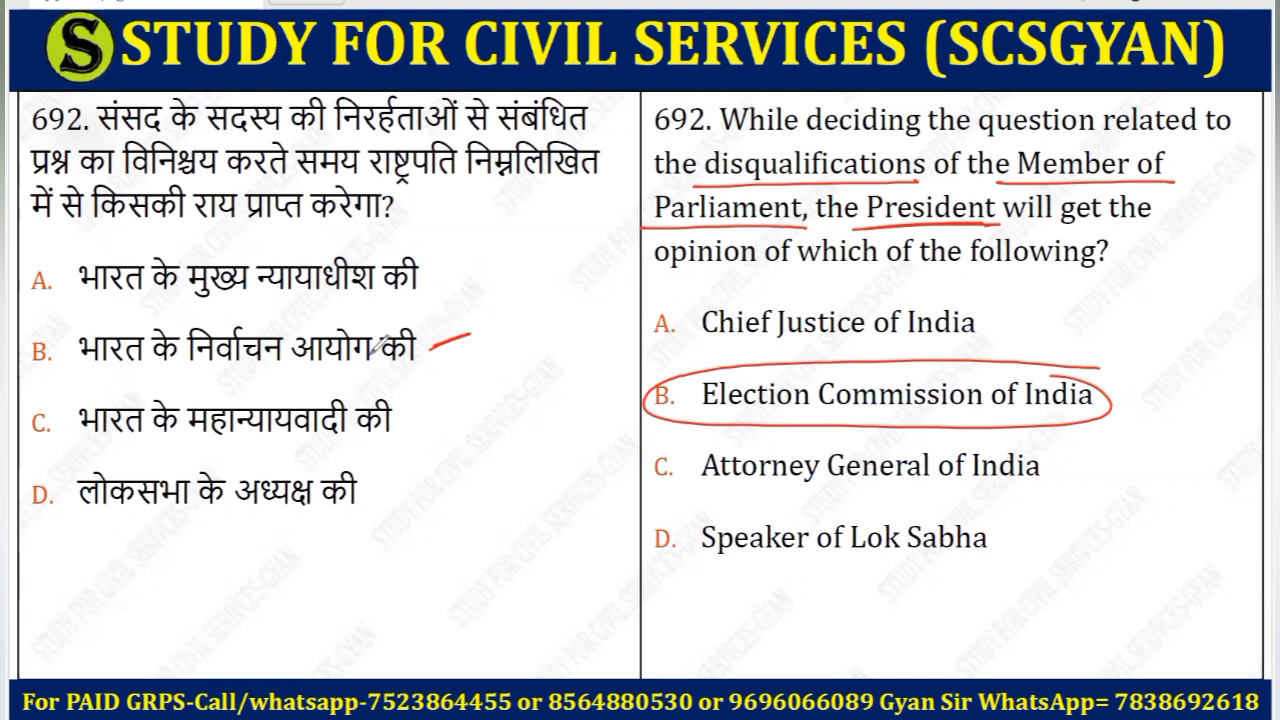 S STUDY FOR CIVIL SERVICES (SCSGYAN)
692. संसद के सदस्य की निरर्हताओं से संबंधित
प्रश्न का विनिश्चय करते समय राष्ट्रपति निम्नलिखित
में से किसकी राय प्राप्त करेगा?
A. भारत के मुख्य न्यायाधीश की
B. भारत के निर्वाचन आयोग की
C. भारत के महान्यायवादी की
D. लोकसभा के अध्यक्ष की
692. While deciding the question related to
the disqualifications of the Member of
Parliament, the President will get the
opinion of which of the following?
A. Chief Justice of India
B. Election Commission of India
C. Attorney General of India
D. Speaker of Lok Sabha
For PAID GRPS-Call/whatsapp-7523864455 or 8564880530 or 9696066089 Gyan Sir WhatsApp= 7838692618